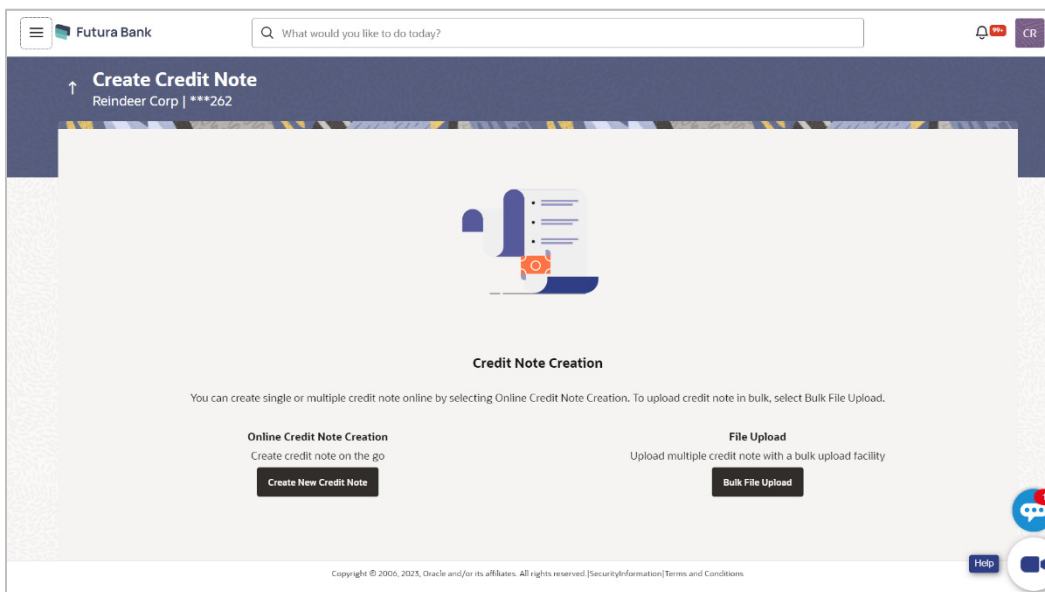 Futura Bank
What would you like to do today?
99+
CR
Create Credit Note
Reindeer Corp | ***262
Credit Note Creation
You can create single or multiple credit note online by selecting Online Credit Note Creation. To upload credit note in bulk, select Bulk File Upload.
Online Credit Note Creation
Create credit note on the go
Create New Credit Note
File Upload
Upload multiple credit note with a bulk upload facility
Bulk File Upload
Help
Copyright © 2006, 2023, Oracle and/or its affiliates. All rights reserved.|SecurityInformation|Terms and Conditions